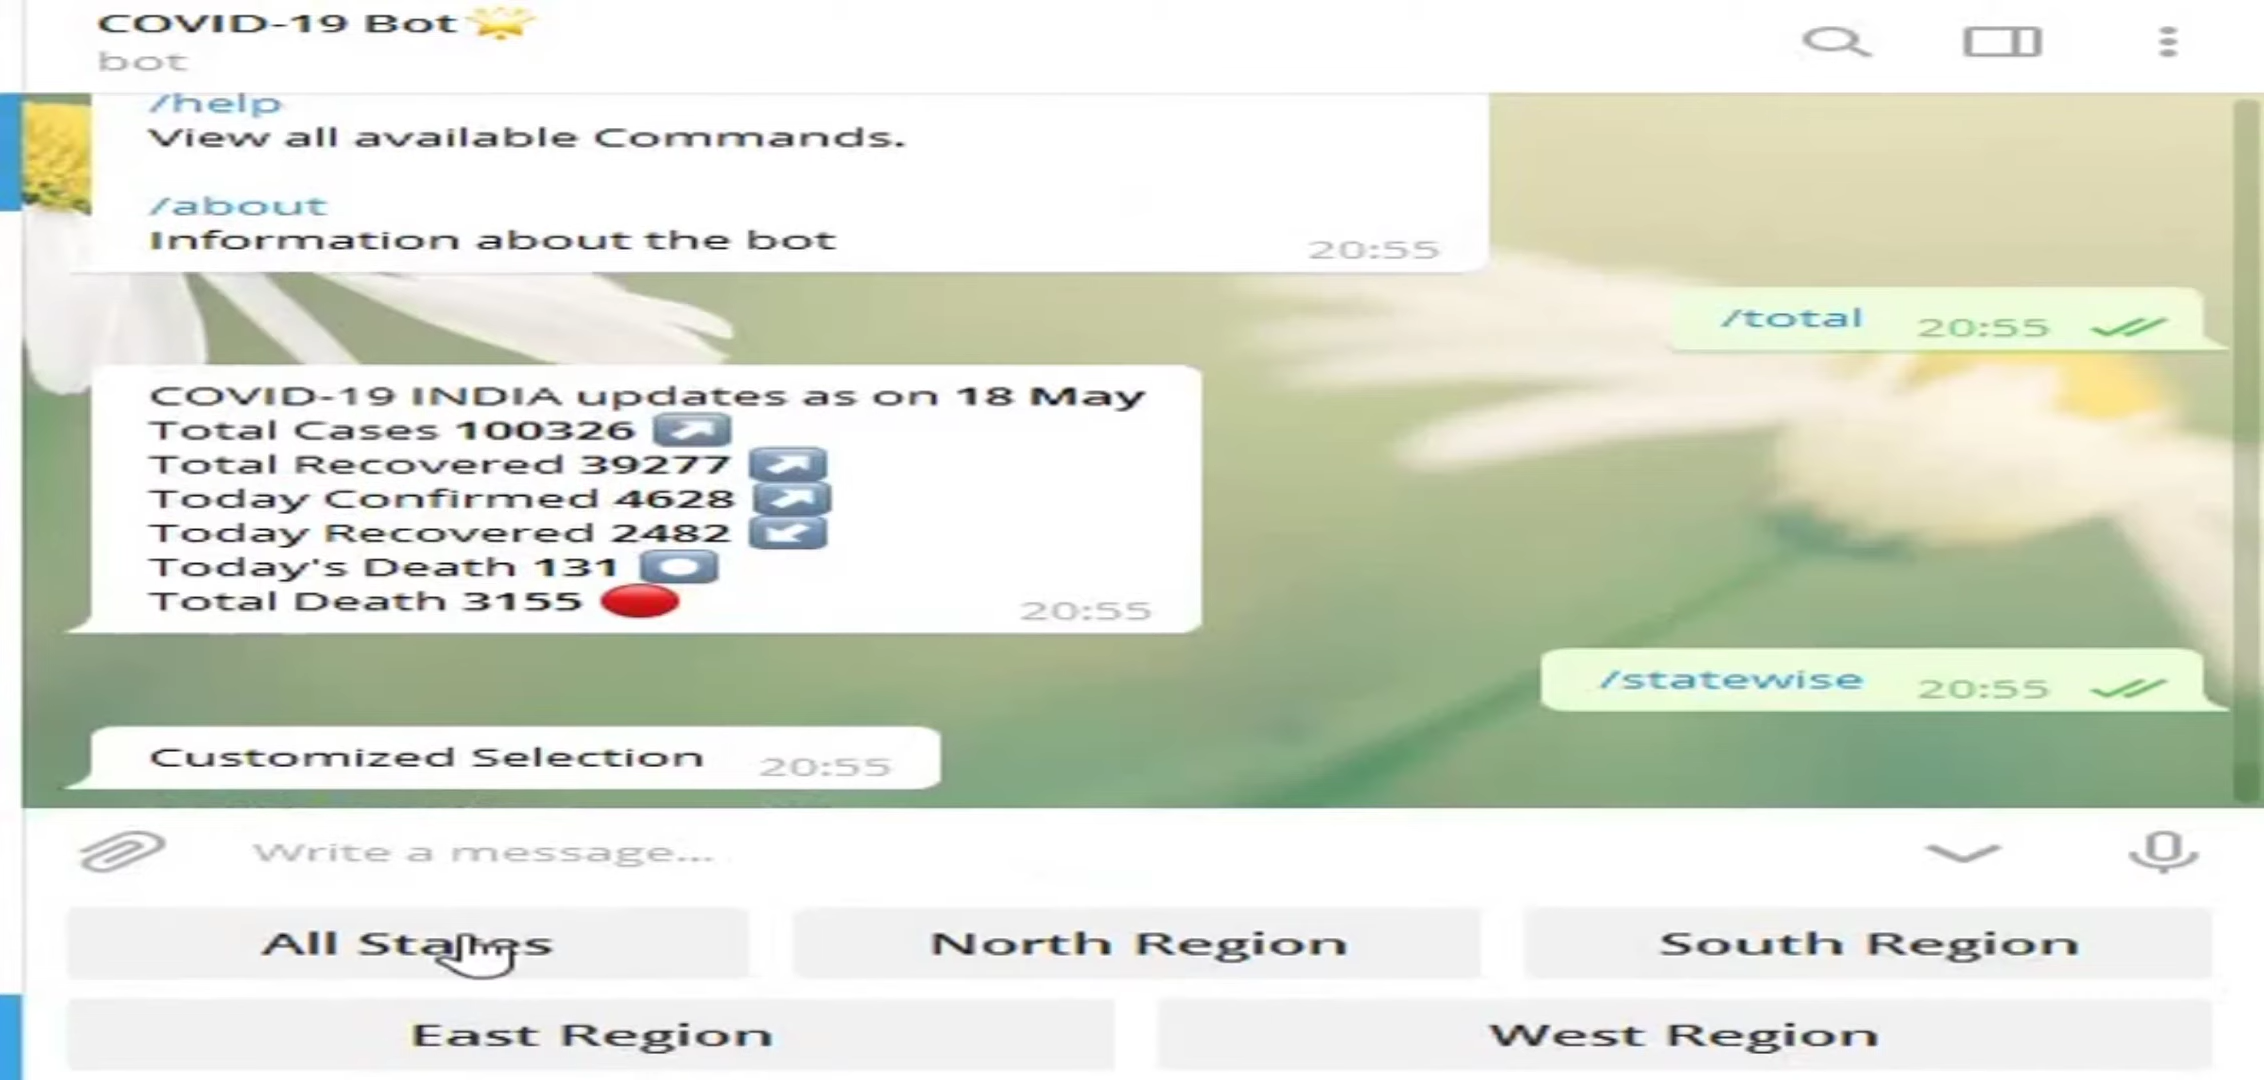 COVID-19 Bot
bot
/help
View all available Commands.
/about
Information about the bot
20:55
/total 20:55
COVID-19 INDIA updates as on 18 May
Total Cases 100326
Total Recovered 39277
Today Confirmed 4628
Today Recovered 2482
Today's Death 131
Total Death 3155
20:55
/statewise 20:55
Customized Selection 20:55
Write a message...
All States
North Region
South Region
East Region
West Region